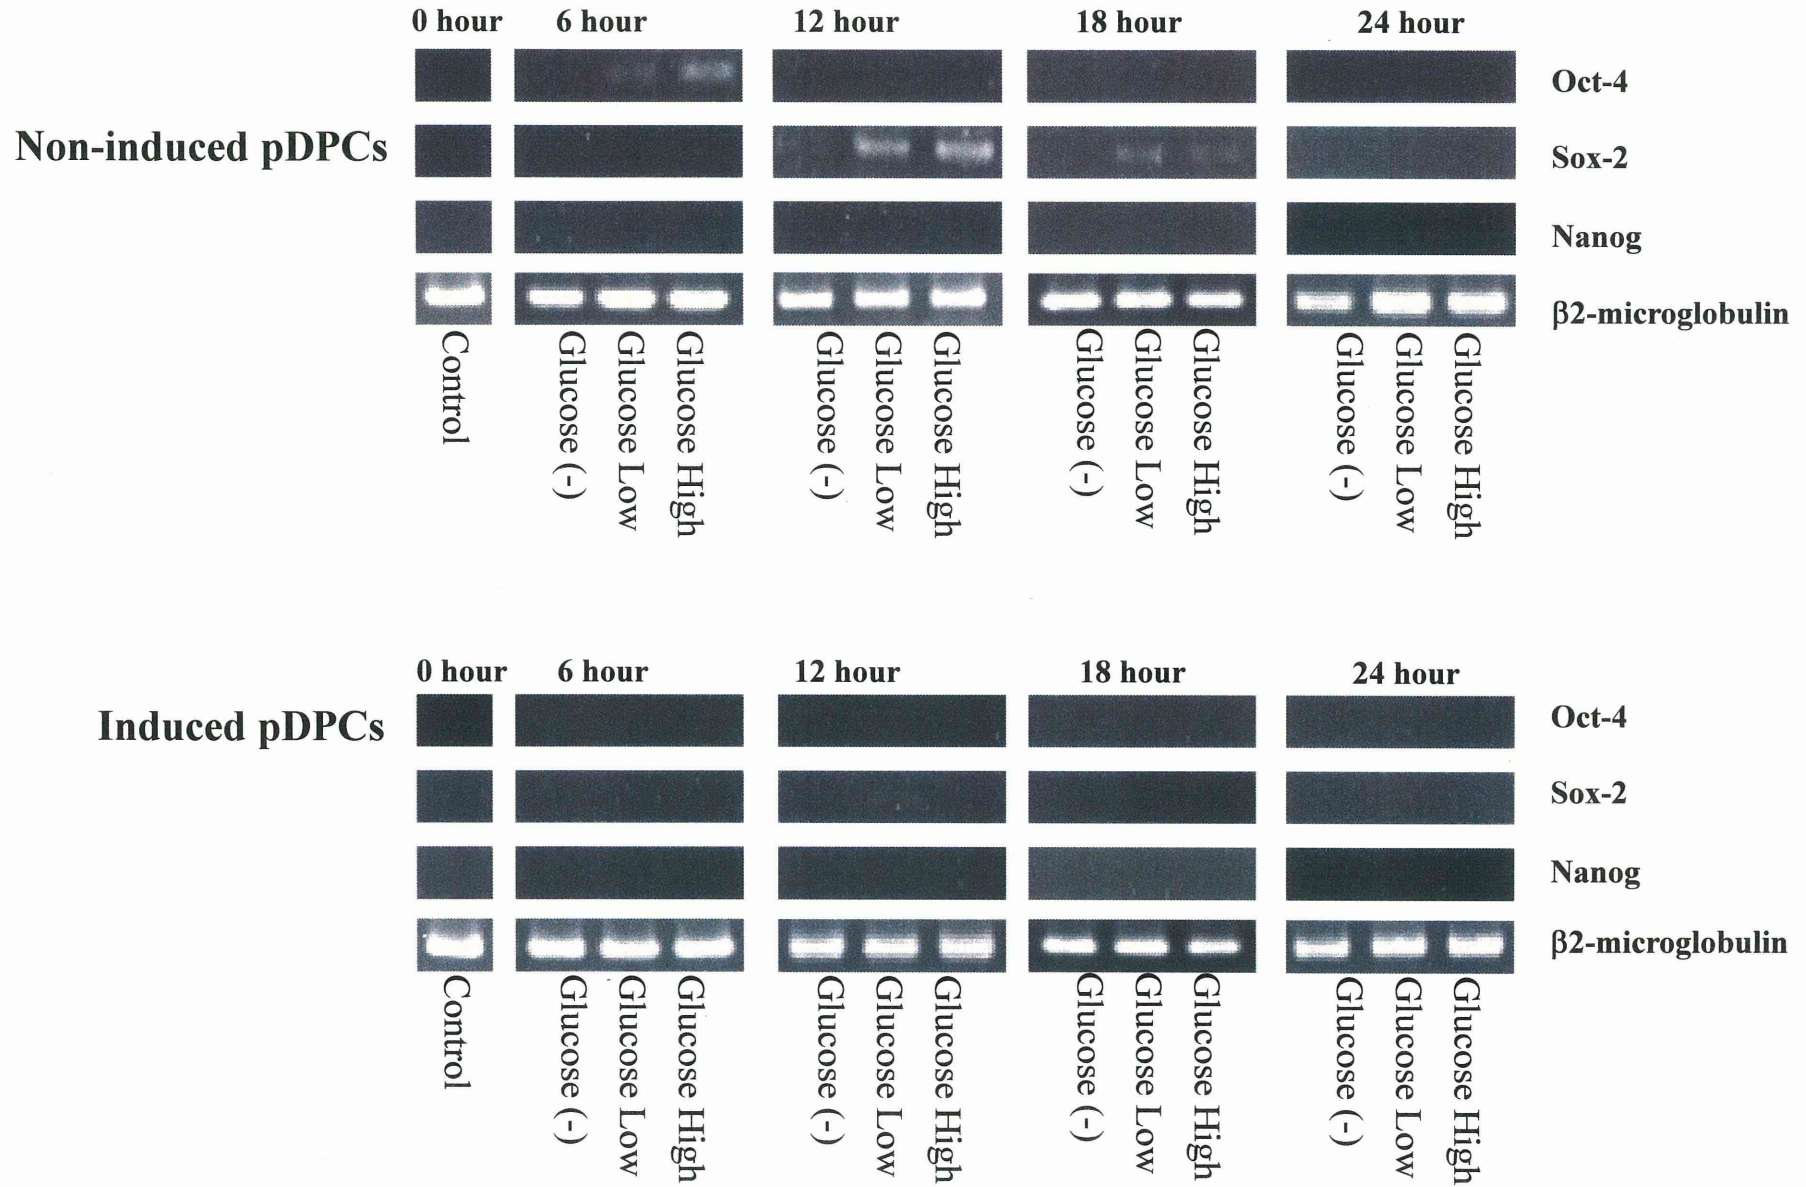 0 hour 6 hour 12 hour 18 hour 24 hour
Oct-4
Non-induced pDPCs
Sox-2
Nanog
β2-microglobulin
Control Glucose (-) Glucose Low Glucose High Glucose (-) Glucose Low Glucose High Glucose (-) Glucose Low Glucose High Glucose (-) Glucose Low Glucose High
0 hour 6 hour 12 hour 18 hour 24 hour
Induced pDPCs
Oct-4
Sox-2
Nanog
β2-microglobulin
Control Glucose (-) Glucose Low Glucose High Glucose (-) Glucose Low Glucose High Glucose (-) Glucose Low Glucose High Glucose (-) Glucose Low Glucose High